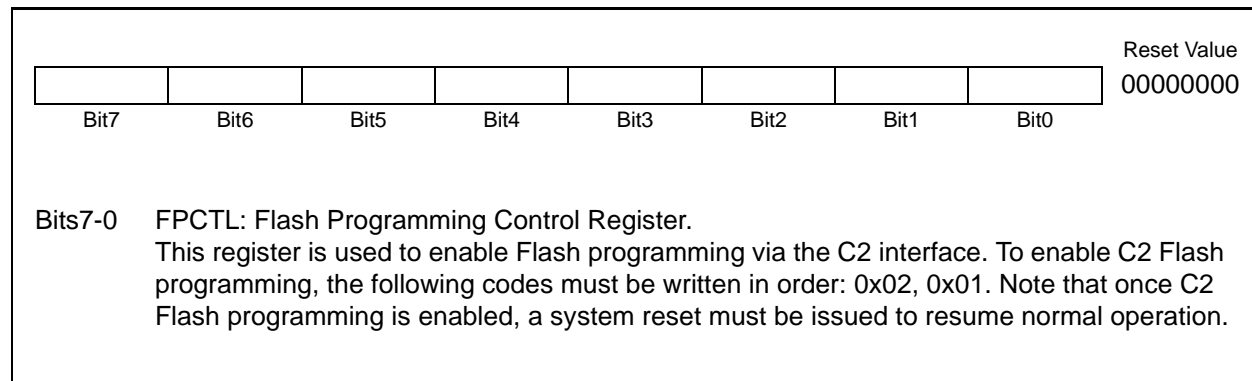 Reset Value
00000000
Bit7 Bit6 Bit5 Bit4 Bit3 Bit2 Bit1 Bit0
Bits7-0 FPCTL: Flash Programming Control Register.
This register is used to enable Flash programming via the C2 interface. To enable C2 Flash
programming, the following codes must be written in order: 0x02, 0x01. Note that once C2
Flash programming is enabled, a system reset must be issued to resume normal operation.